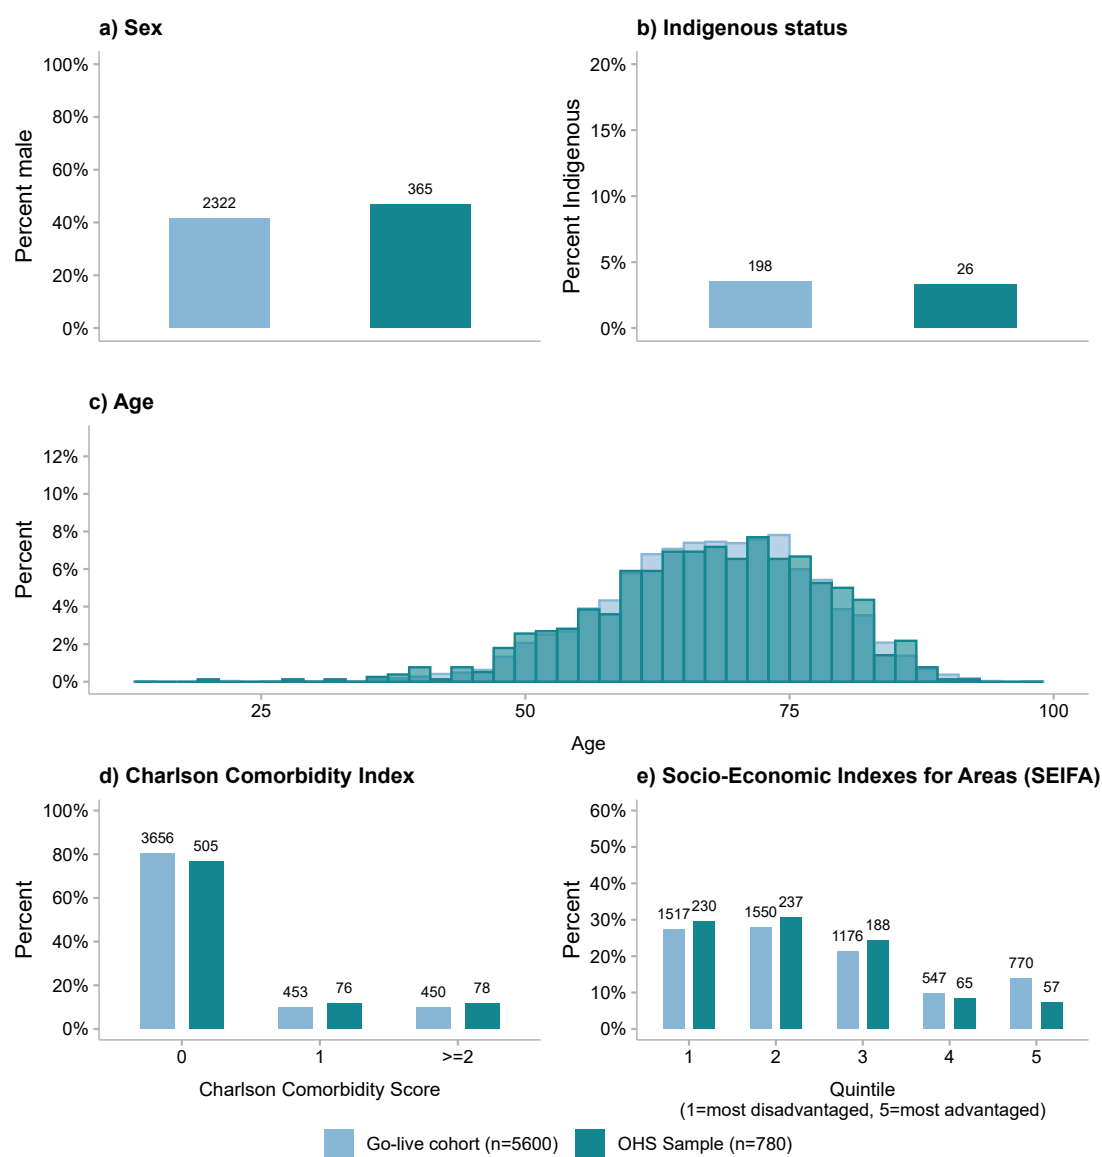 a) Sex
100%
80%
60%
40%
20%
0%
Percent male
2322
365
b) Indigenous status
20%
15%
10%
5%
0%
Percent Indigenous
198
26
c) Age
12%
10%
8%
6%
4%
2%
0%
Percent
25 50 75 100
Age
d) Charlson Comorbidity Index
100%
80%
60%
40%
20%
0%
Percent
3656 505
453 76
450 78
0 1 >=2
Charlson Comorbidity Score
e) Socio-Economic Indexes for Areas (SEIFA)
60%
50%
40%
30%
20%
10%
0%
Percent
1517 230
1550 237
1176 188
547 65
770 57
1 2 3 4 5
Quintile
(1=most disadvantaged, 5=most advantaged)
Go-live cohort (n=5600) OHS Sample (n=780)